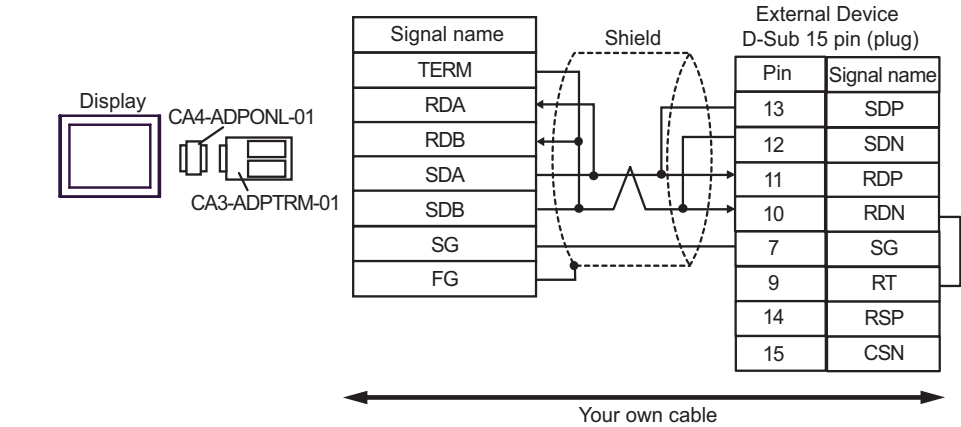 Display
CA4-ADPONL-01
CA3-ADPTRM-01
Signal name
TERM
RDA
RDB
SDA
SDB
SG
FG
Shield
External Device
D-Sub 15 pin (plug)
Pin Signal name
13 SDP
12 SDN
11 RDP
10 RDN
7 SG
9 RT
14 RSP
15 CSN
Your own cable